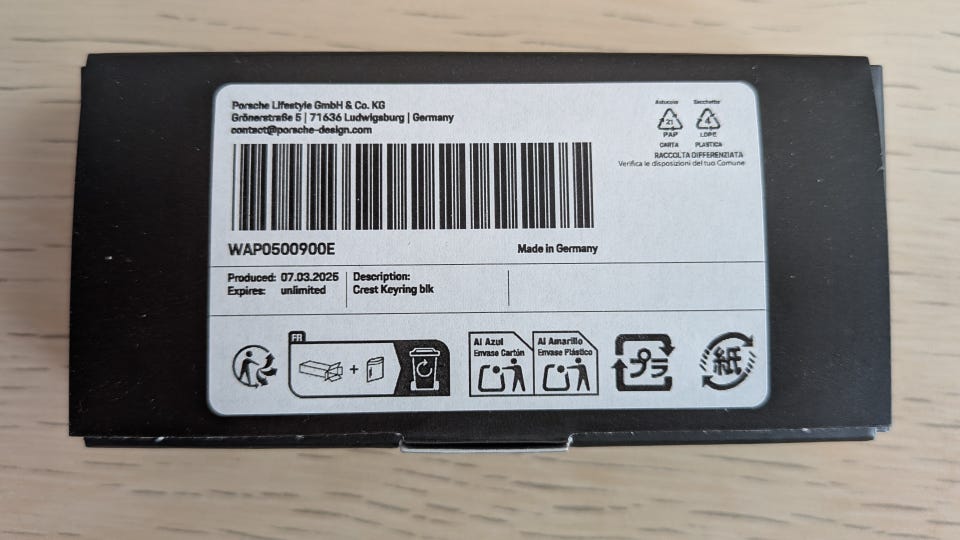 Porsche Lifestyle GmbH & Co. KG
Grönerstraße 5 | 71636 Ludwigsburg | Germany
contact@porsche-design.com
Astuccio Sacchetto
21 4
PAP LDPE
CARTA PLASTICA
RACCOLTA DIFFERENZIATA
Verifica le disposizioni del tuo Comune
WAP0500900E Made in Germany
Produced: 07.03.2025 Description:
Expires: unlimited Crest Keyring blk
FR
+
Al Azul Al Amarillo
Envase Cartón Envase Plástico
プラ
紙